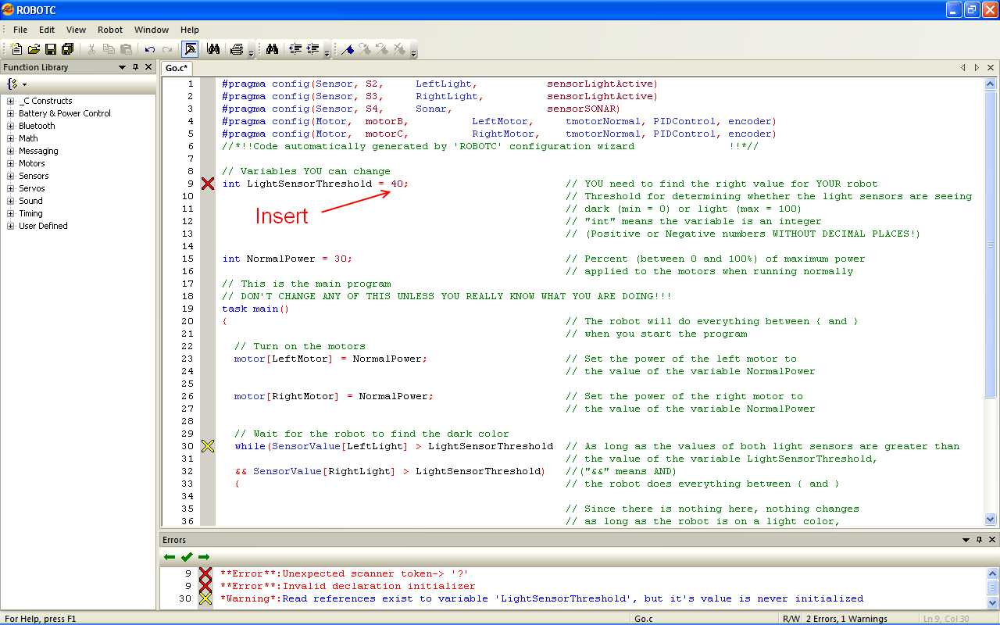 ROBOTC
File Edit View Robot Window Help
Function Library
_C Constructs
Battery & Power Control
Bluetooth
Math
Messaging
Motors
Sensors
Servos
Sound
Timing
User Defined
Go.c*
1 #pragma config(Sensor, S2, LeftLight, sensorLightActive)
2 #pragma config(Sensor, S3, RightLight, sensorLightActive)
3 #pragma config(Sensor, S4, Sonar, sensorSONAR)
4 #pragma config(Motor, motorB, LeftMotor, tmotorNormal, PIDControl, encoder)
5 #pragma config(Motor, motorC, RightMotor, tmotorNormal, PIDControl, encoder)
6 //*!!Code automatically generated by 'ROBOTC' configuration wizard !!*//
7
8 // Variables YOU can change
9 int LightSensorThreshold = 40; // YOU need to find the right value for YOUR robot
10 // Threshold for determining whether the light sensors are seeing
11 // dark (min = 0) or light (max = 100)
Insert
12 // "int" means the variable is an integer
13 // (Positive or Negative numbers WITHOUT DECIMAL PLACES!)
14
15 int NormalPower = 30; // Percent (between 0 and 100%) of maximum power
16 // applied to the motors when running normally
17 // This is the main program
18 // DON'T CHANGE ANY OF THIS UNLESS YOU REALLY KNOW WHAT YOU ARE DOING!!!
19 task main()
20 { // The robot will do everything between { and }
21 // when you start the program
22 // Turn on the motors
23 motor[LeftMotor] = NormalPower; // Set the power of the left motor to
24 // the value of the variable NormalPower
25
26 motor[RightMotor] = NormalPower; // Set the power of the right motor to
27 // the value of the variable NormalPower
28
29 // Wait for the robot to find the dark color
30 while(SensorValue[LeftLight] > LightSensorThreshold // As long as the values of both light sensors are greater than
31 // the value of the variable LightSensorThreshold,
32 && SensorValue[RightLight] > LightSensorThreshold) //("&&" means AND)
33 { // the robot does everything between { and }
34
35 // Since there is nothing here, nothing changes
36 // as long as the robot is on a light color,
Errors
9 **Error**:Unexpected scanner token-> '?'
9 **Error**:Invalid declaration initializer
30 *Warning*:Read references exist to variable 'LightSensorThreshold', but it's value is never initialized
For Help, press F1 Go.c R/W 2 Errors, 1 Warnings Ln 9, Col 30